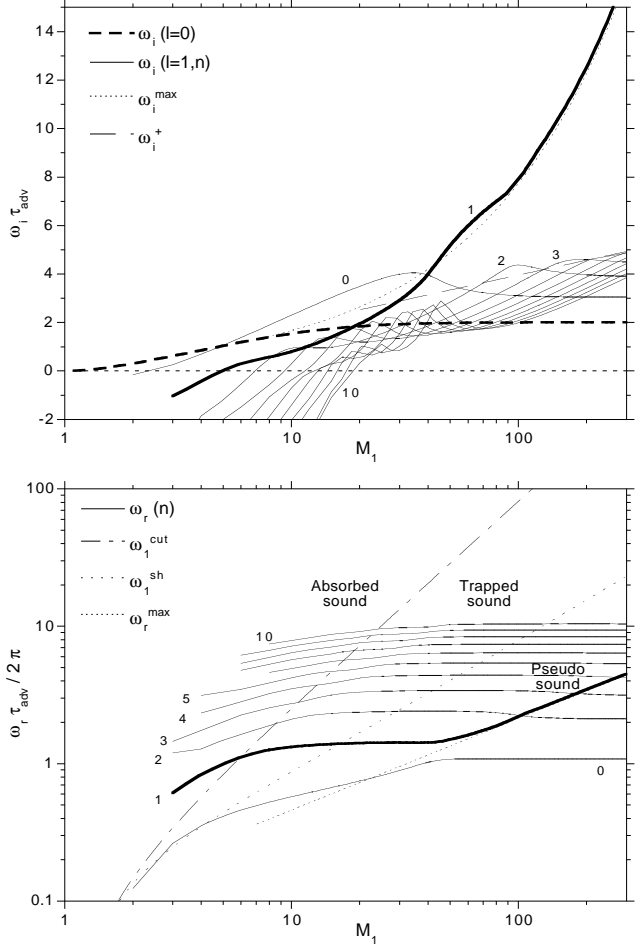 ω_i (l=0)
ω_i (l=1,n)
ω_i^max
ω_i^+
14
12
10
8
6
4
2
0
-2
ω_i τ_adv
0
1
2
3
10
1
10
100
M_1
100
10
1
0.1
ω_r τ_adv / 2 π
ω_r (n)
ω_1^cut
ω_1^sh
ω_r^max
Absorbed
sound
Trapped
sound
Pseudo
sound
10
5
4
3
2
1
0
1
10
100
M_1